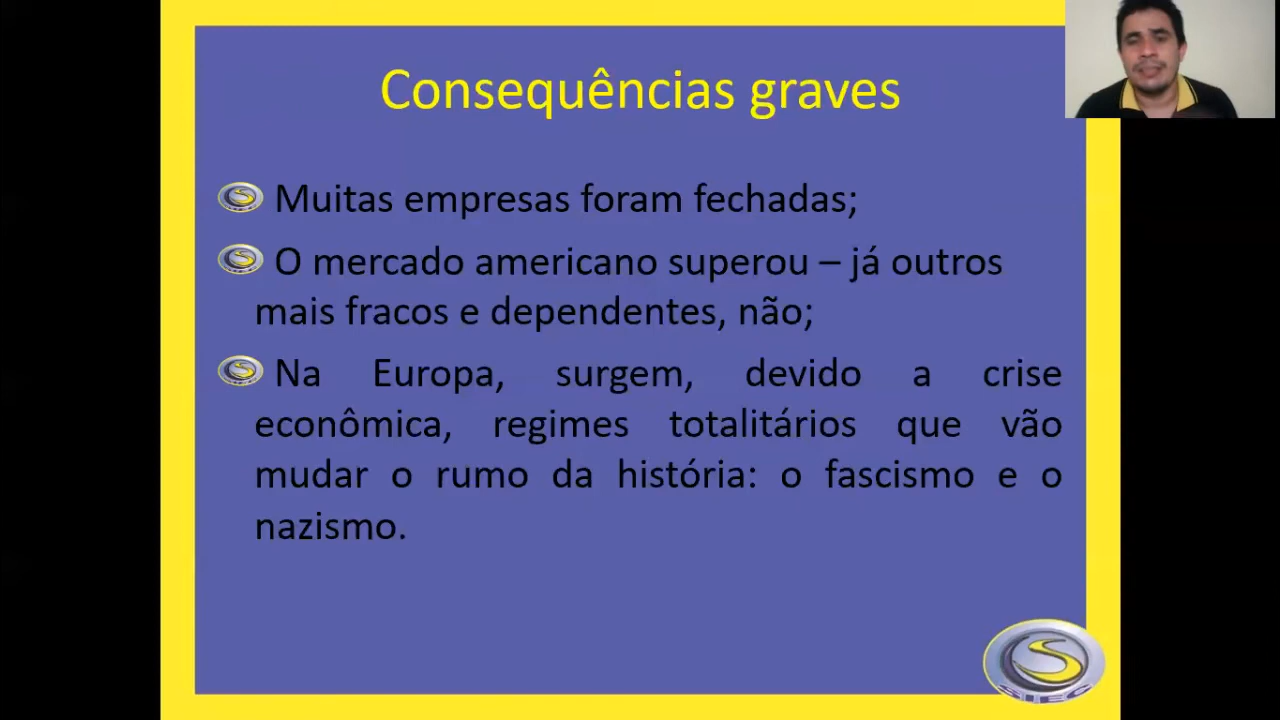 Consequências graves
Muitas empresas foram fechadas;
O mercado americano superou – já outros
mais fracos e dependentes, não;
Na Europa, surgem, devido a crise
econômica, regimes totalitários que vão
mudar o rumo da história: o fascismo e o
nazismo.